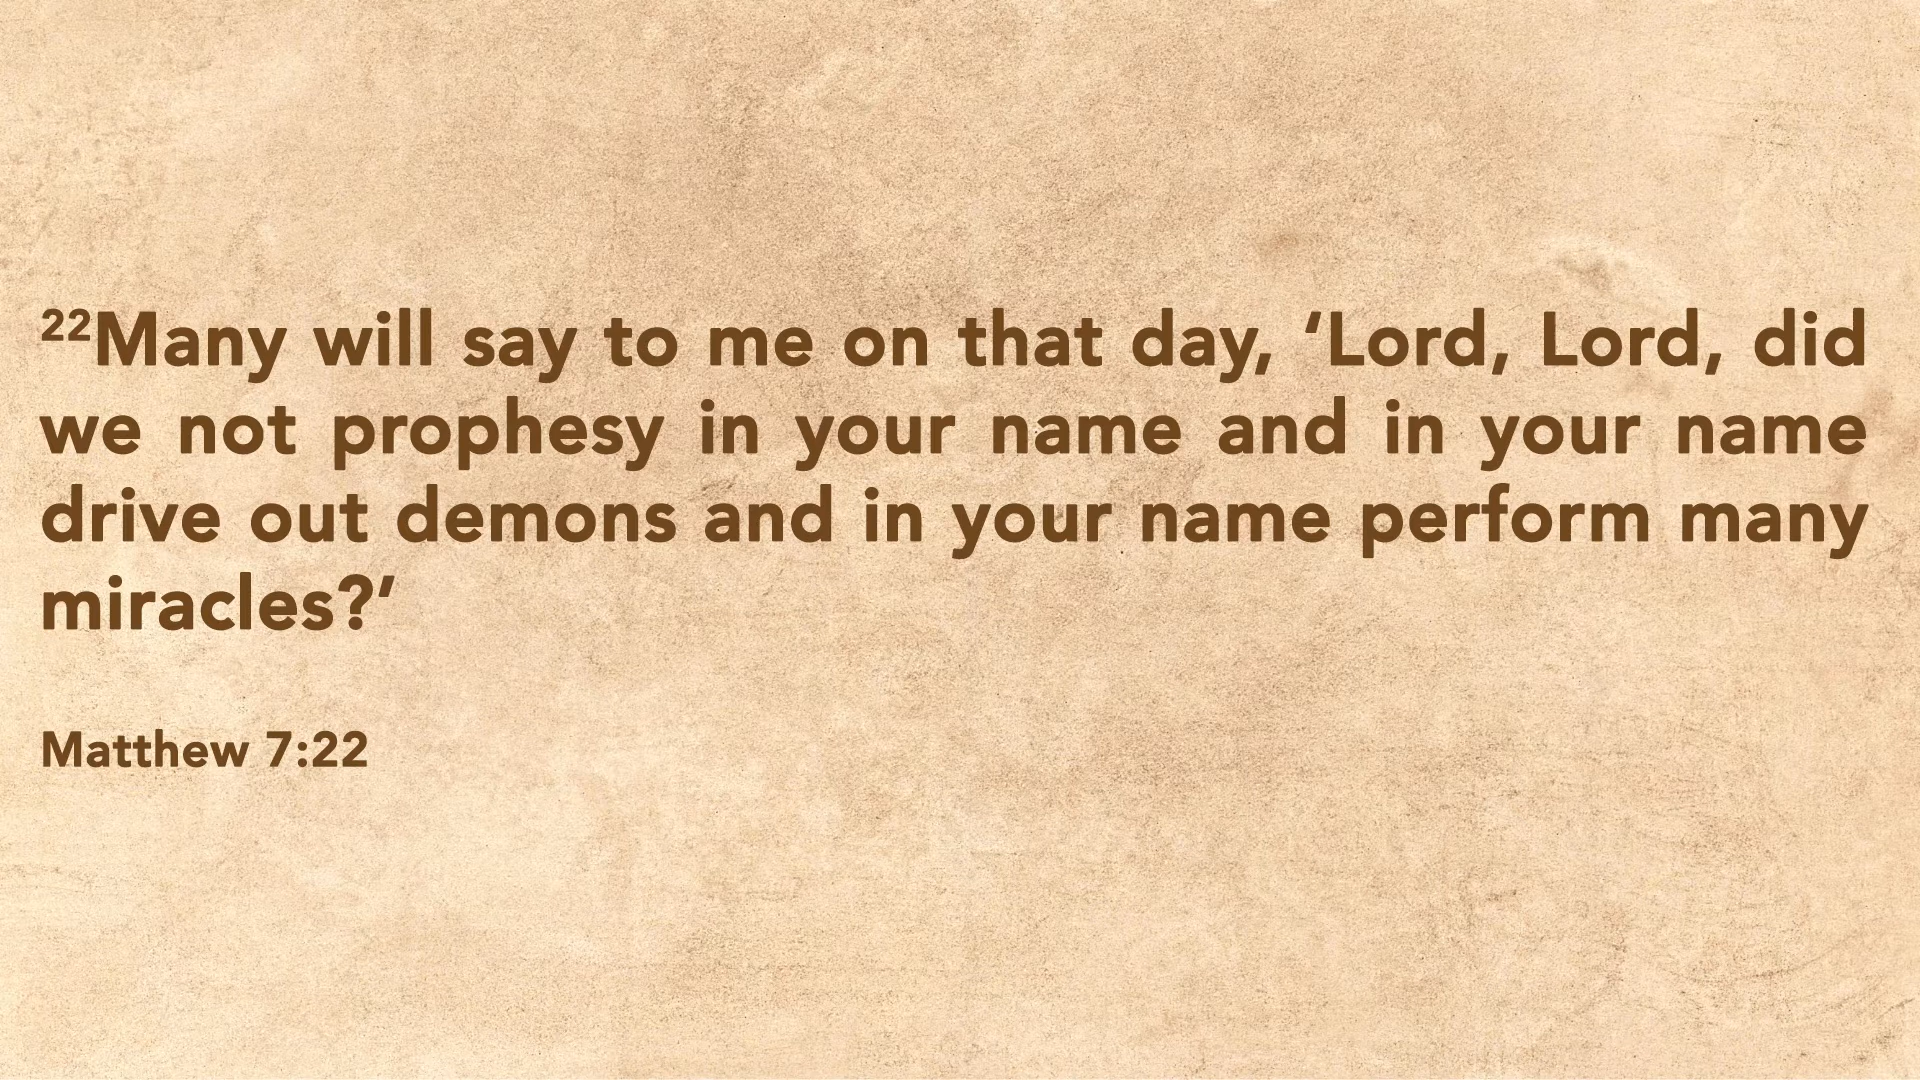 ²²Many will say to me on that day, ‘Lord, Lord, did
we not prophesy in your name and in your name
drive out demons and in your name perform many
miracles?’
Matthew 7:22